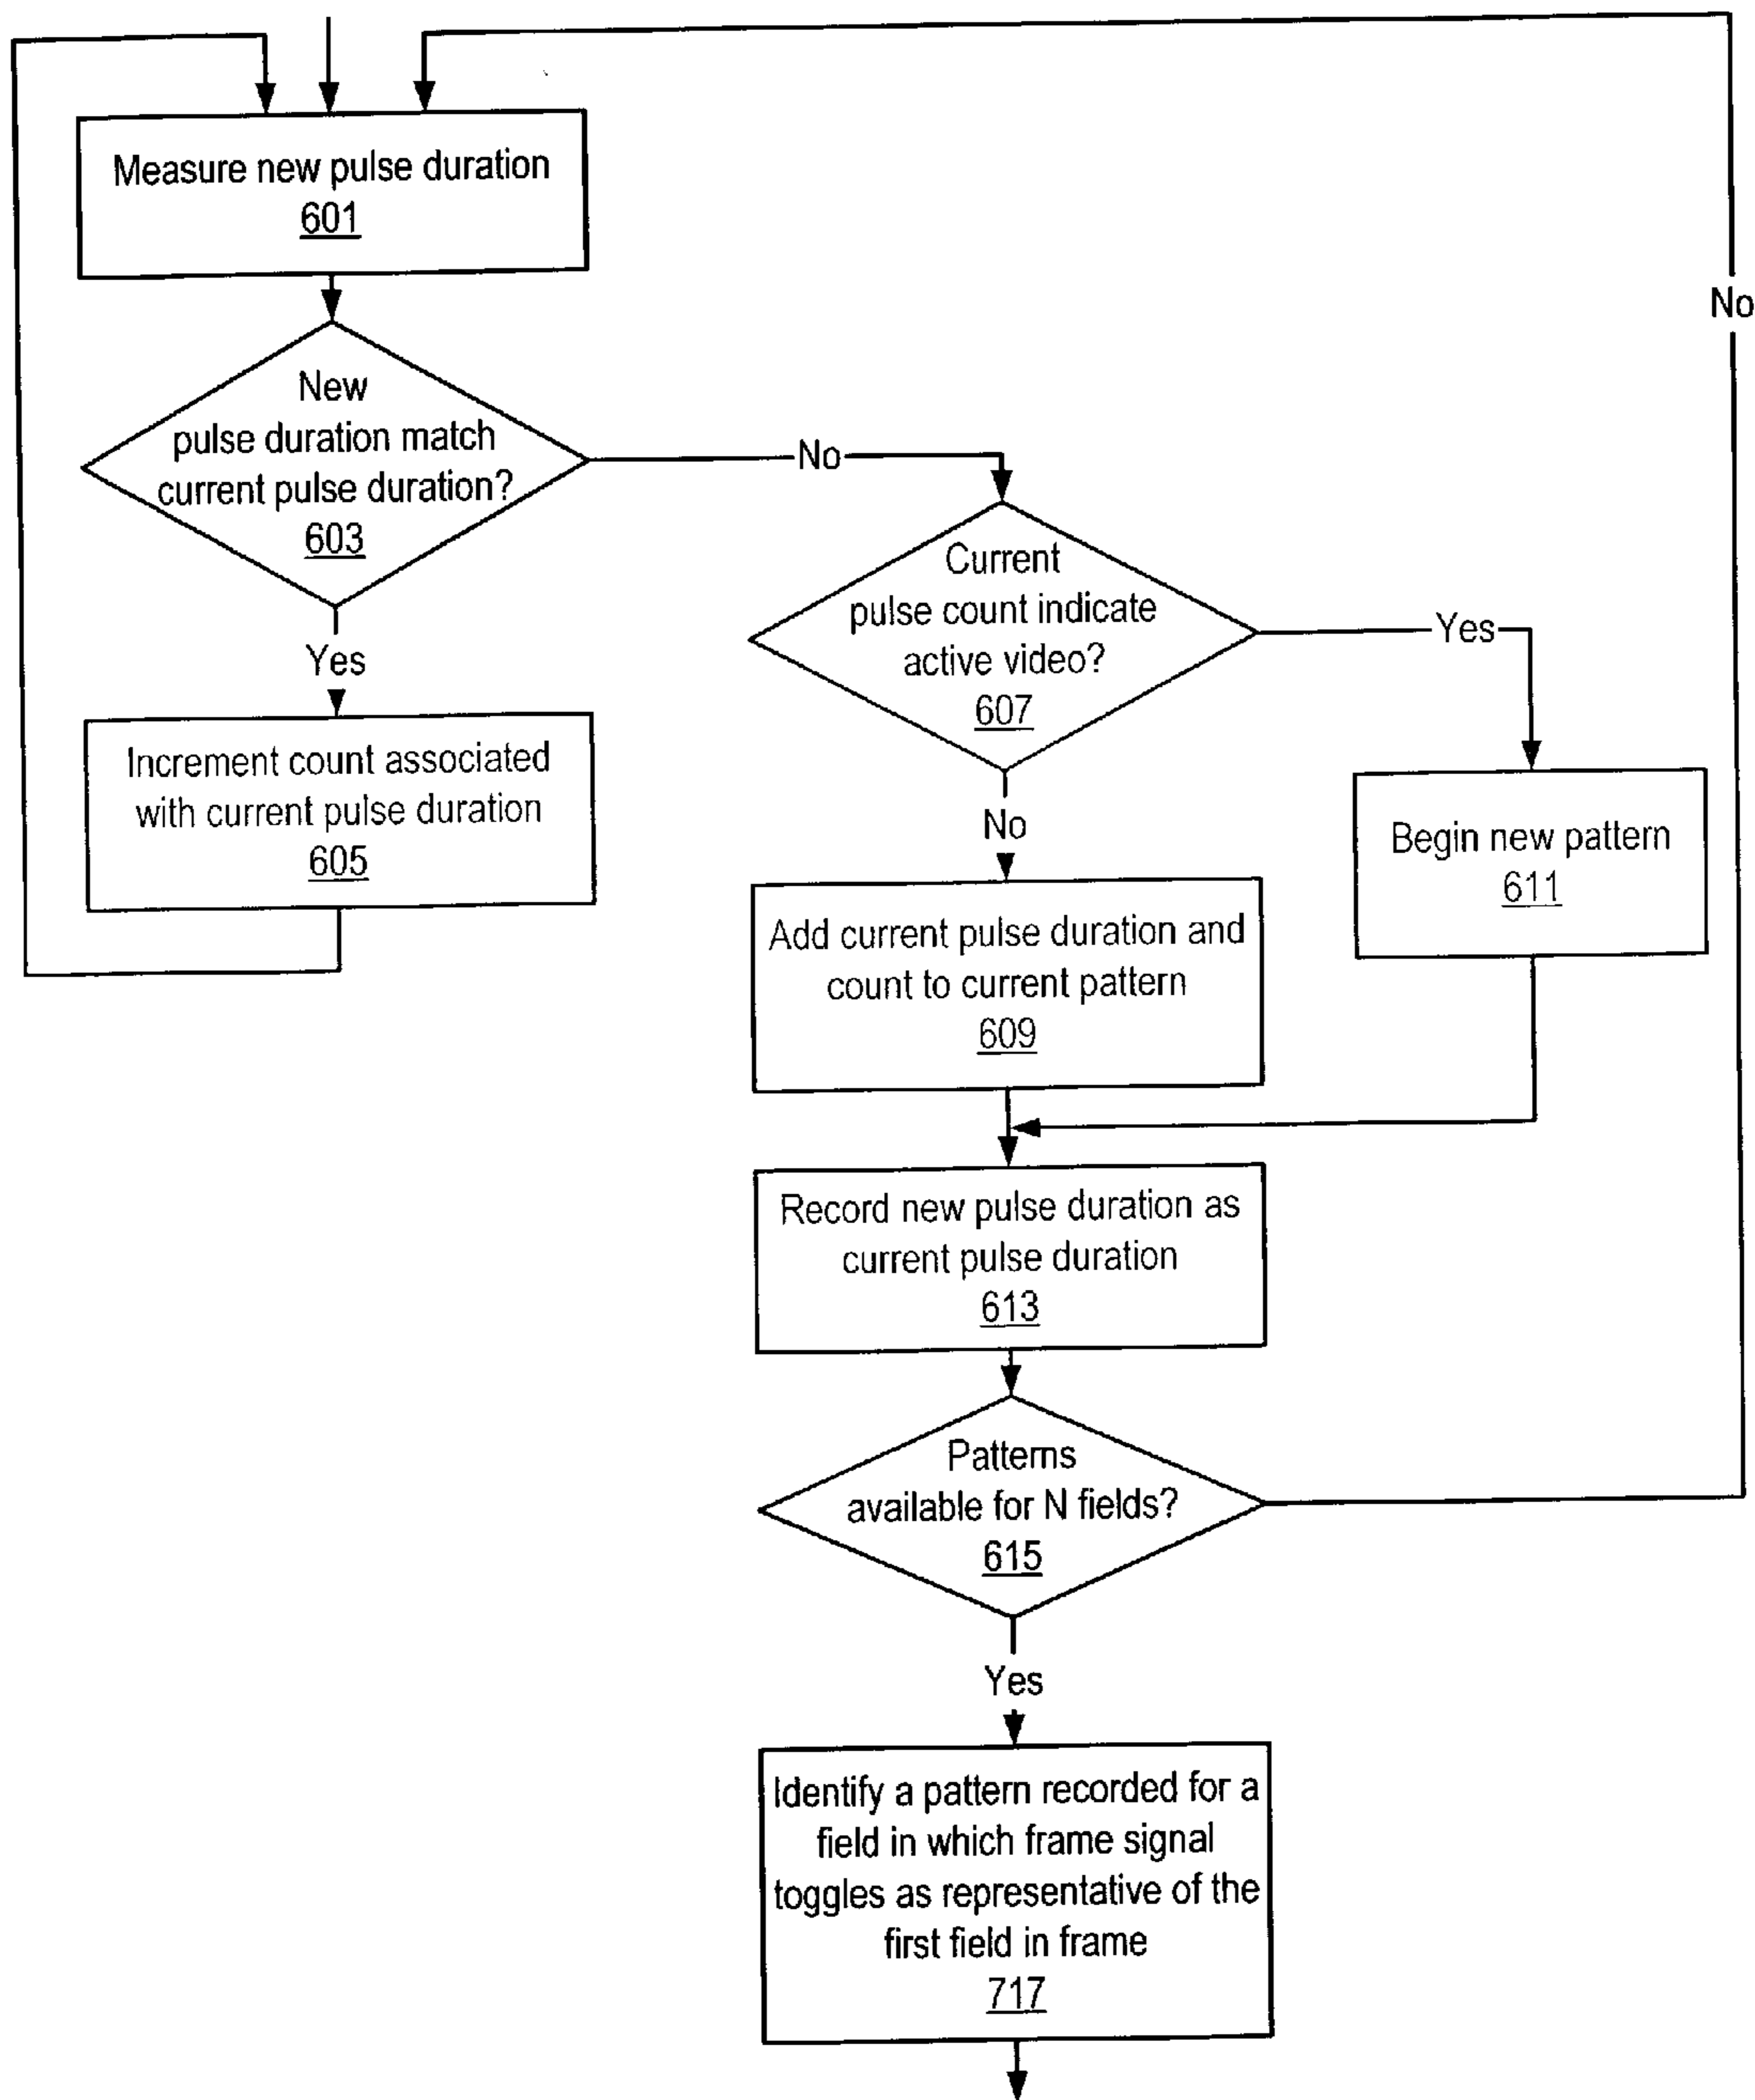 Measure new pulse duration
601
No
New
pulse duration match
current pulse duration?
603
No
Yes
Current
pulse count indicate
active video?
607
Yes
Increment count associated
with current pulse duration
605
No
Begin new pattern
611
Add current pulse duration and
count to current pattern
609
Record new pulse duration as
current pulse duration
613
Patterns
available for N fields?
615
Yes
Identify a pattern recorded for a
field in which frame signal
toggles as representative of the
first field in frame
717